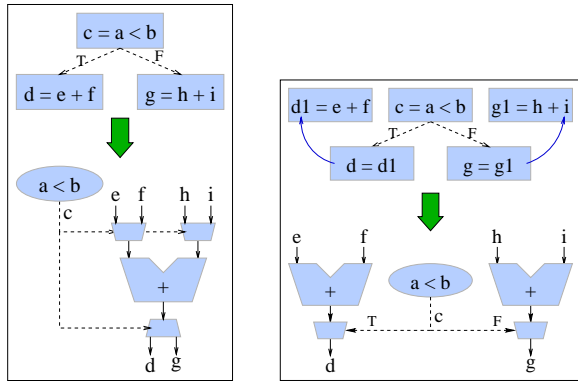 c = a < b
T
F
d = e + f
g = h + i
a < b
c
e
f
h
i
+
d
g
d1 = e + f
c = a < b
g1 = h + i
T
F
d = d1
g = g1
e
f
h
i
a < b
+
+
c
T
F
d
g